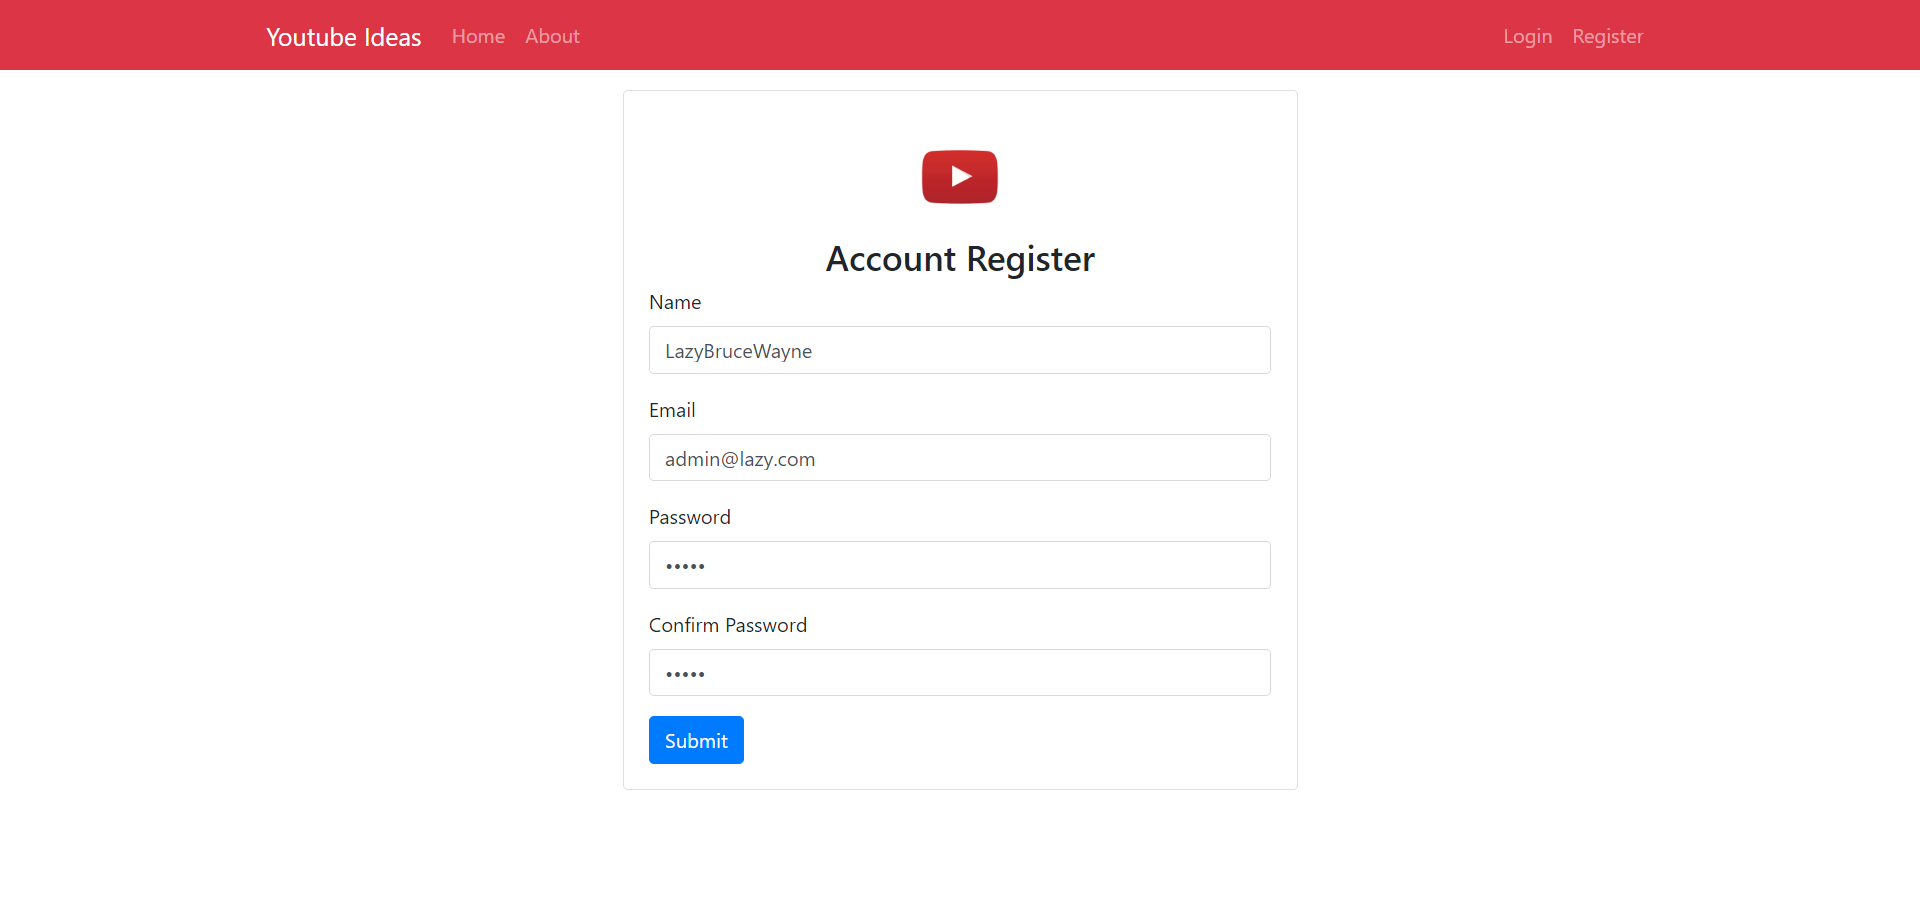 Youtube Ideas Home About Login Register
Account Register
Name
LazyBruceWayne
Email
admin@lazy.com
Password
•••••
Confirm Password
•••••
Submit